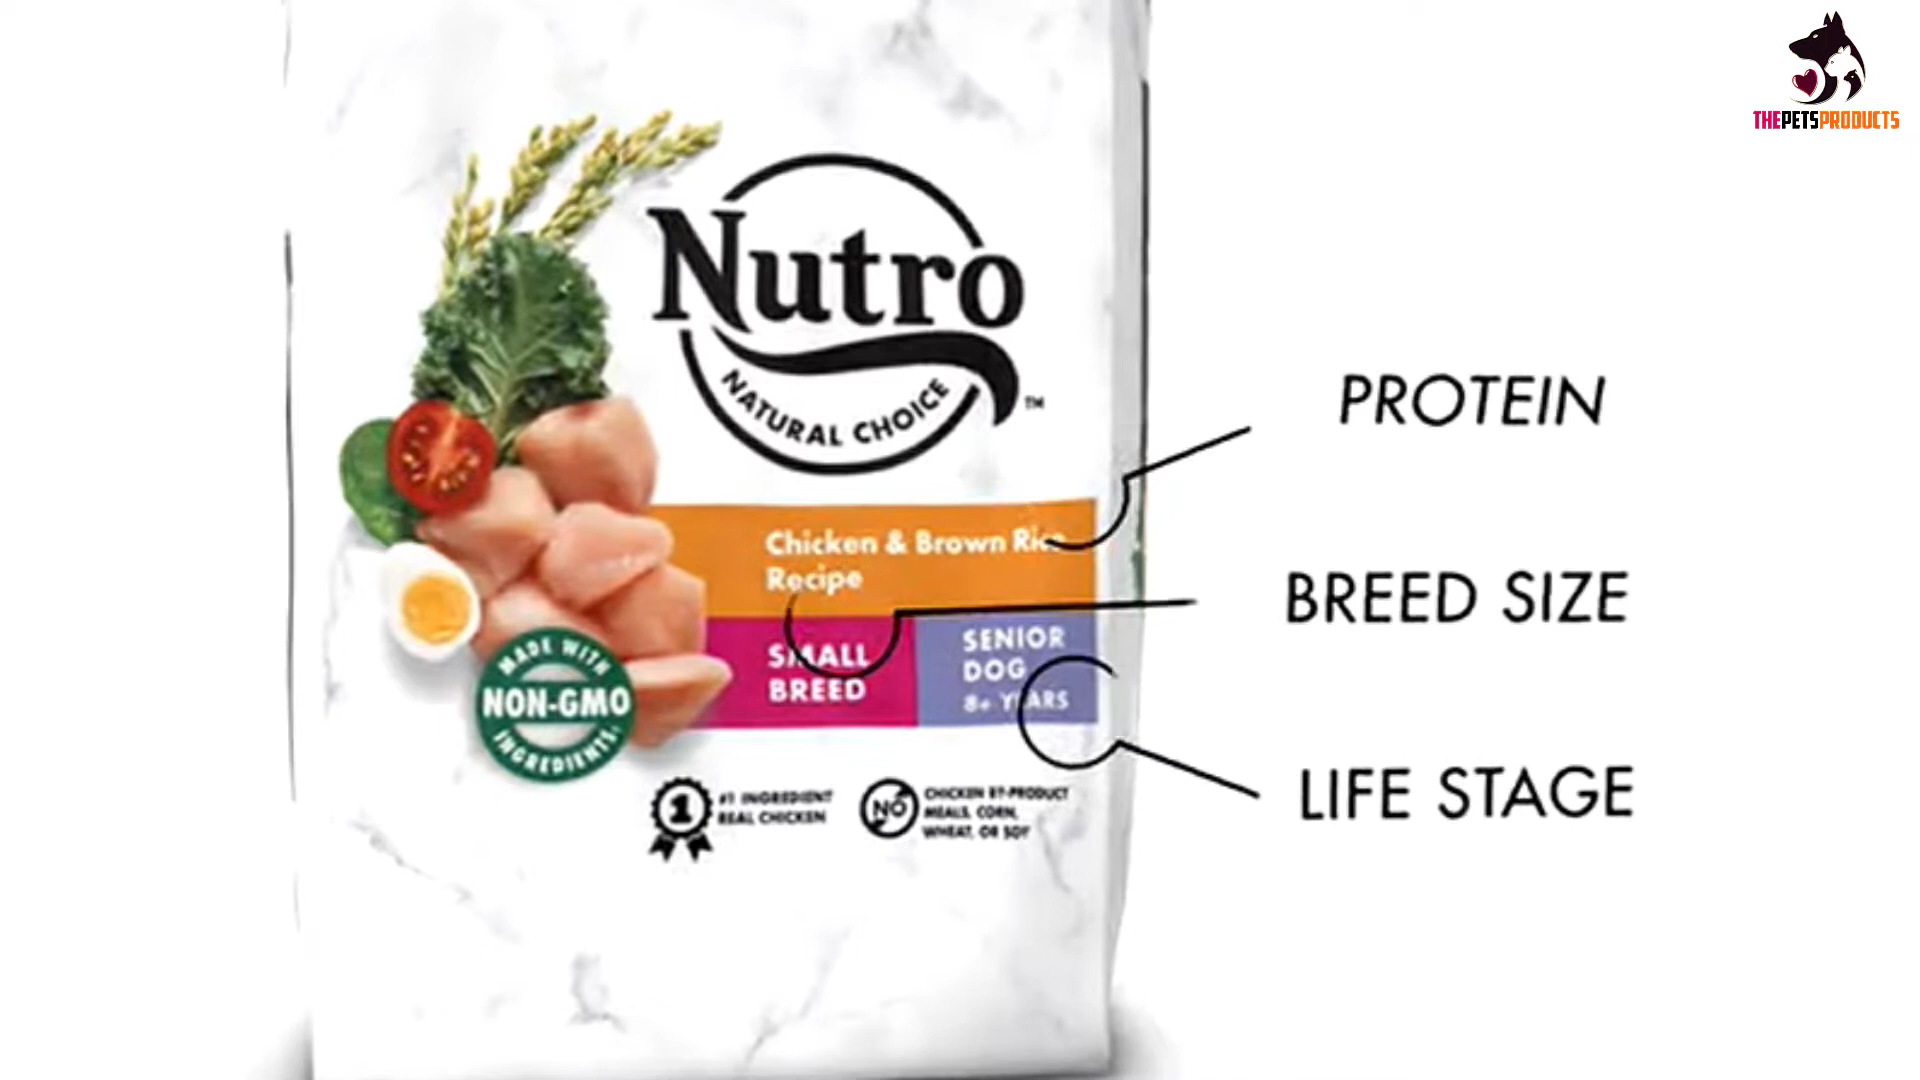 THEPETSPRODUCTS
Nutro
NATURAL CHOICE
TM
PROTEIN
Chicken & Brown Rice
Recipe
BREED SIZE
SMALL
BREED
SENIOR
DOG
8+ YEARS
MADE WITH
NON-GMO
INGREDIENTS.
LIFE STAGE
1
#1 INGREDIENT
REAL CHICKEN
NO
CHICKEN BY-PRODUCT
MEALS, CORN,
WHEAT, OR SOY